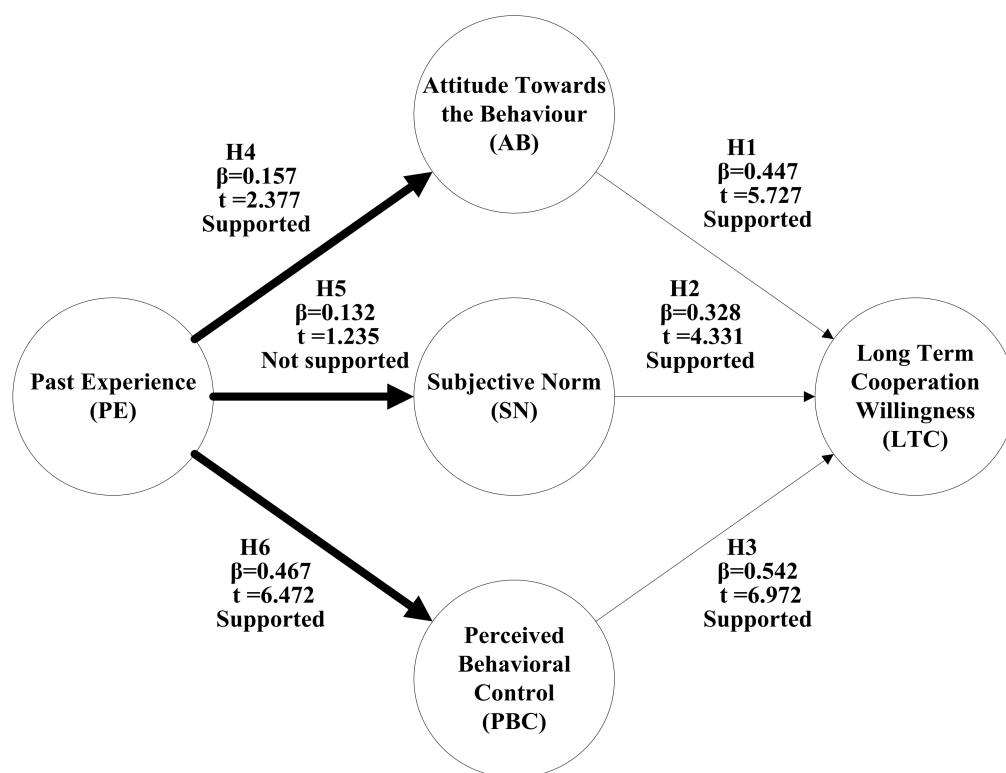 Attitude Towards
the Behaviour
(AB)
H4
β=0.157
t =2.377
Supported
H1
β=0.447
t =5.727
Supported
H5
β=0.132
t =1.235
Not supported
H2
β=0.328
t =4.331
Supported
Past Experience
(PE)
Subjective Norm
(SN)
Long Term
Cooperation
Willingness
(LTC)
H6
β=0.467
t =6.472
Supported
H3
β=0.542
t =6.972
Supported
Perceived
Behavioral
Control
(PBC)